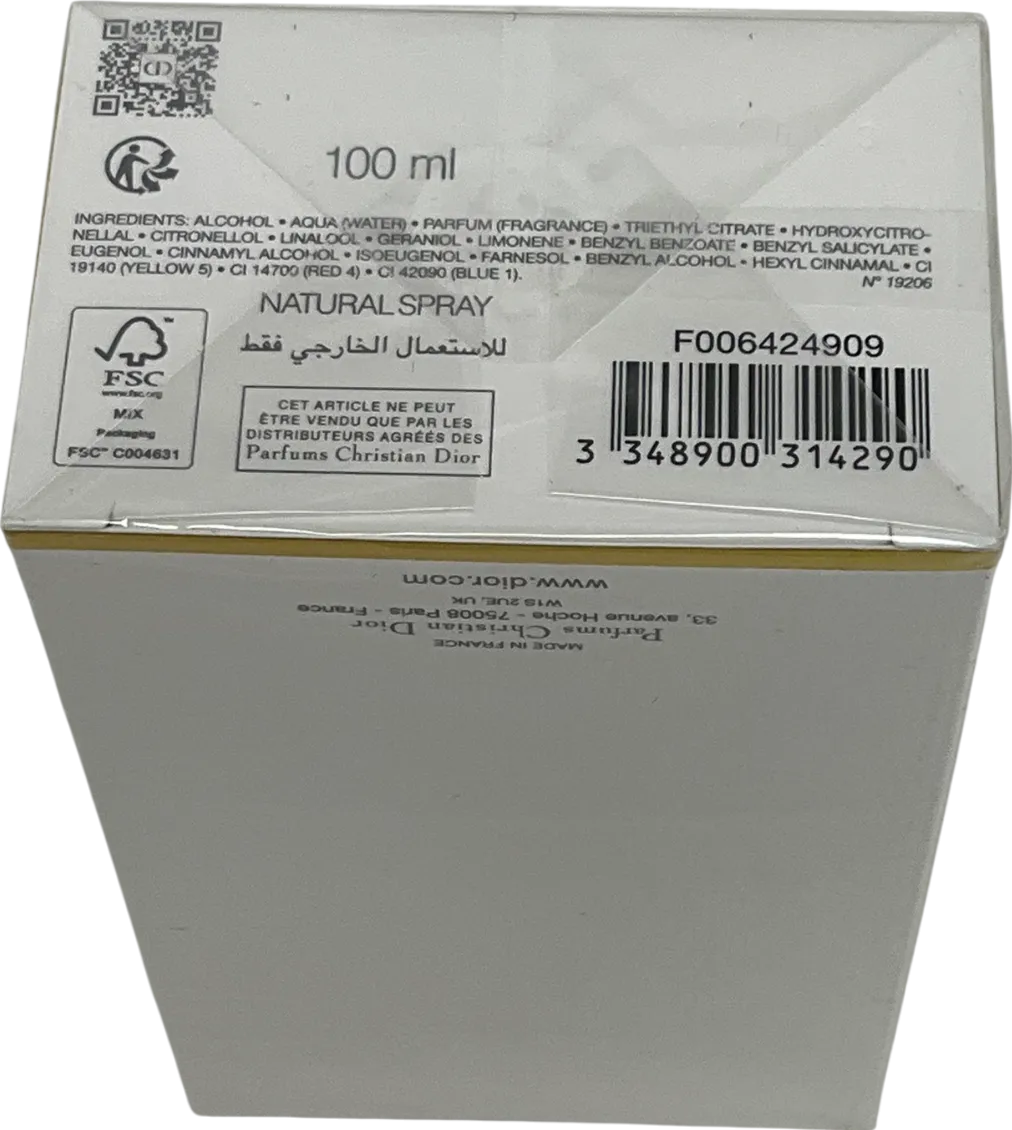 100 ml
INGREDIENTS: ALCOHOL • AQUA (WATER) • PARFUM (FRAGRANCE) • TRIETHYL CITRATE • HYDROXYCITRO-
NELLAL • CITRONELLOL • LINALOOL • GERANIOL • LIMONENE • BENZYL BENZOATE • BENZYL SALICYLATE •
EUGENOL • CINNAMYL ALCOHOL • ISOEUGENOL • FARNESOL • BENZYL ALCOHOL • HEXYL CINNAMAL • CI
19140 (YELLOW 5) • CI 14700 (RED 4) • CI 42090 (BLUE 1).
N° 19206
NATURAL SPRAY
للاستعمال الخارجي فقط
FSC™
www.fsc.org
MIX
Packaging
FSC™ C004631
CET ARTICLE NE PEUT
ÊTRE VENDU QUE PAR LES
DISTRIBUTEURS AGRÉÉS DES
Parfums Christian Dior
F006424909
3 348900 314290
MADE IN FRANCE
Parfums Christian Dior
33, avenue Hoche - 75008 Paris - France
W1S 2UE, UK
www.dior.com